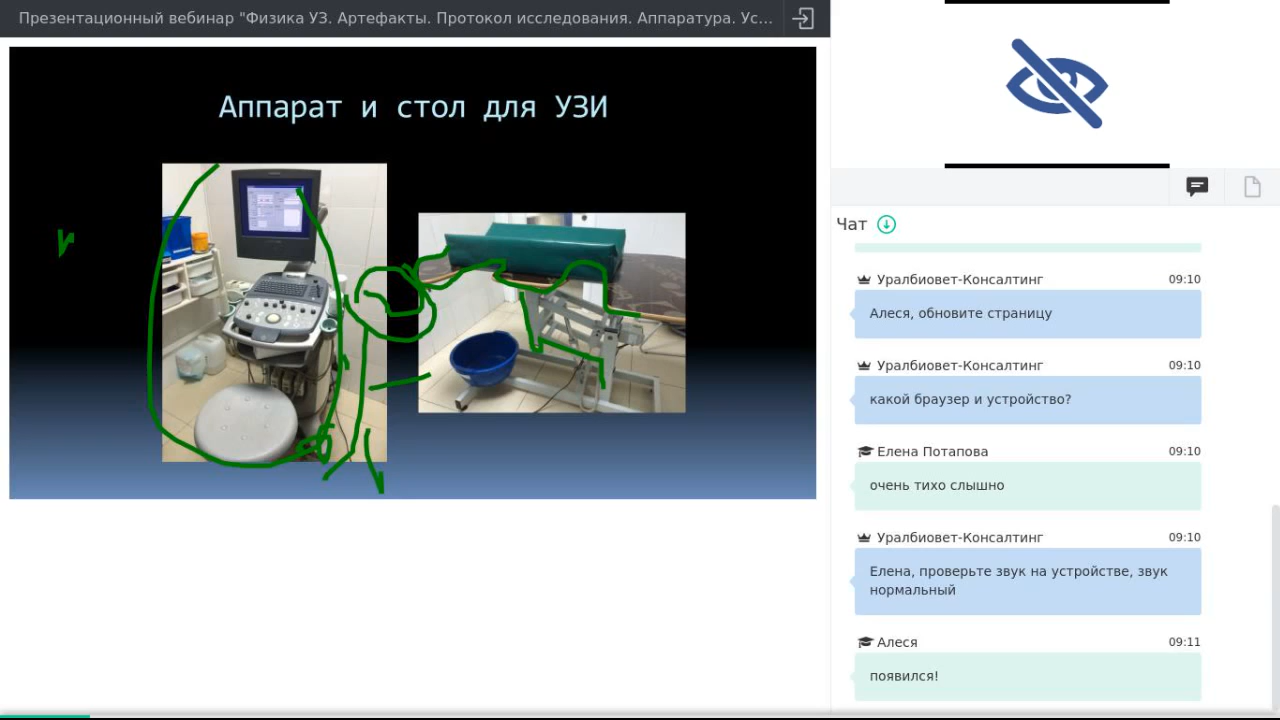 Презентационный вебинар "Физика УЗ. Артефакты. Протокол исследования. Аппаратура. Ус...
Аппарат и стол для УЗИ
Чат
Уралбиовет-Консалтинг 09:10
Алеся, обновите страницу
Уралбиовет-Консалтинг 09:10
какой браузер и устройство?
Елена Потапова 09:10
очень тихо слышно
Уралбиовет-Консалтинг 09:10
Елена, проверьте звук на устройстве, звук
нормальный
Алеся 09:11
появился!